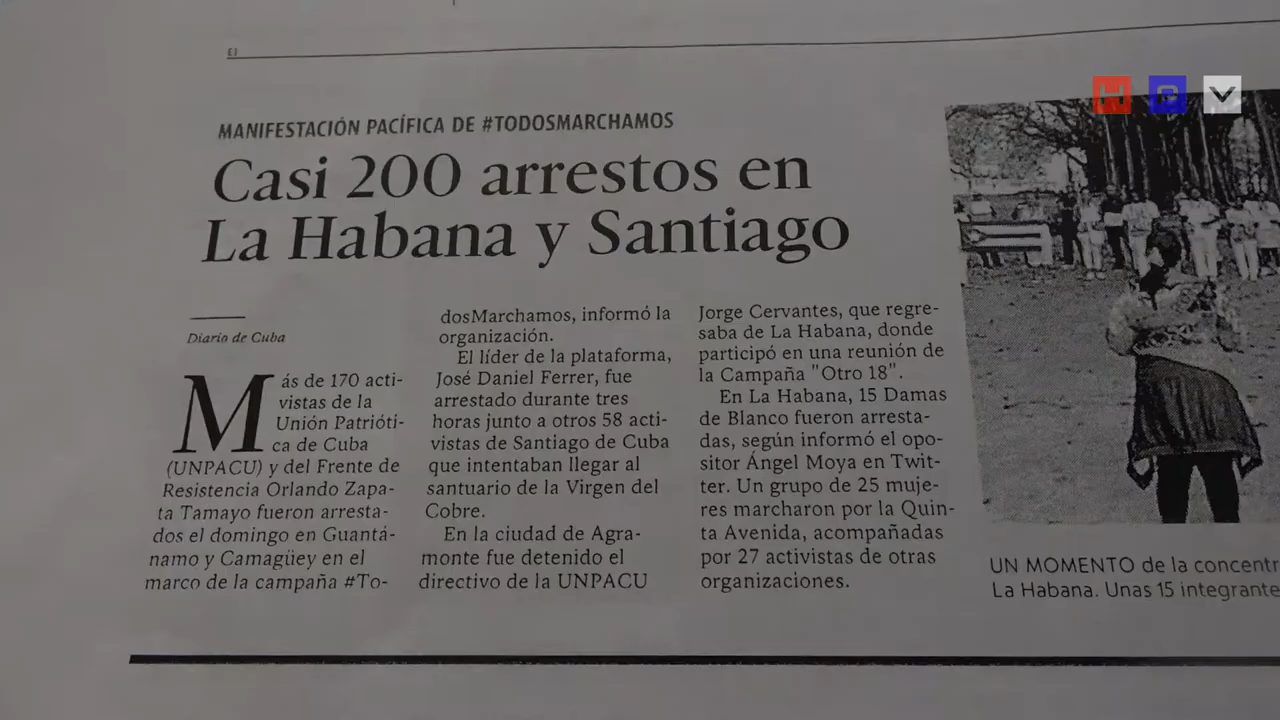 H P V
MANIFESTACIÓN PACÍFICA DE #TODOSMARCHAMOS
Casi 200 arrestos en
La Habana y Santiago
Diario de Cuba
Más de 170 acti-
vistas de la
Unión Patrióti-
ca de Cuba
(UNPACU) y del Frente de
Resistencia Orlando Zapa-
ta Tamayo fueron arresta-
dos el domingo en Guantá-
namo y Camagüey en el
marco de la campaña #To-
dosMarchamos, informó la
organización.
El líder de la plataforma,
José Daniel Ferrer, fue
arrestado durante tres
horas junto a otros 58 acti-
vistas de Santiago de Cuba
que intentaban llegar al
santuario de la Virgen del
Cobre.
En la ciudad de Agra-
monte fue detenido el
directivo de la UNPACU
Jorge Cervantes, que regre-
saba de La Habana, donde
participó en una reunión de
la Campaña "Otro 18".
En La Habana, 15 Damas
de Blanco fueron arresta-
das, según informó el opo-
sitor Ángel Moya en Twit-
ter. Un grupo de 25 muje-
res marcharon por la Quin-
ta Avenida, acompañadas
por 27 activistas de otras
organizaciones.
UN MOMENTO de la concentr
La Habana. Unas 15 integrante